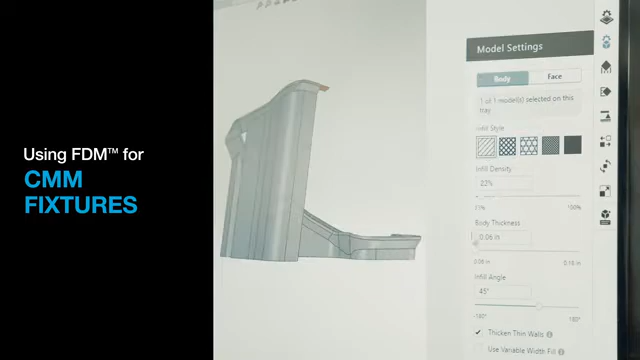 Using FDM™ for
CMM
FIXTURES
Model Settings
Body
Face
1 of 1 model(s) selected on this
tray
Infill Style
Infill Density
22%
100%
Body Thickness
0.06 in
0.06 in
0.16 in
Infill Angle
45°
-180°
180°
Thicken Thin Walls
Use Variable Width Fill